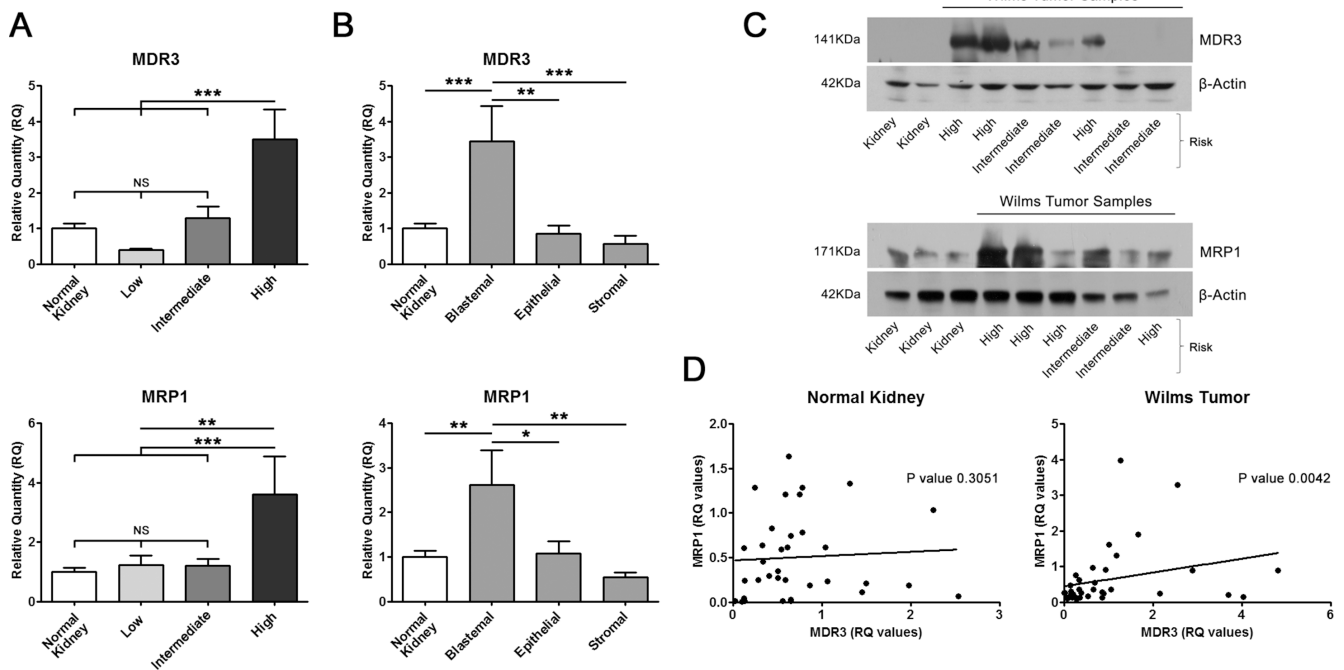 A
MDR3
Relative Quantity (RQ)
5
4
3
2
1
0
***
NS
Normal
Kidney
Low
Intermediate
High
B
MDR3
Relative Quantity (RQ)
5
4
3
2
1
0
***
***
**
Normal
Kidney
Blastemal
Epithelial
Stromal
C
Wilms Tumor Samples
141KDa
MDR3
42KDa
β-Actin
Kidney
Kidney
High
High
Intermediate
Intermediate
High
Intermediate
Intermediate
Risk
Wilms Tumor Samples
171KDa
MRP1
42KDa
β-Actin
Kidney
Kidney
Kidney
High
High
High
Intermediate
Intermediate
High
Risk
MRP1
Relative Quantity (RQ)
6
4
2
0
**
***
NS
Normal
Kidney
Low
Intermediate
High
MRP1
Relative Quantity (RQ)
4
3
2
1
0
**
**
*
Normal
Kidney
Blastemal
Epithelial
Stromal
D
Normal Kidney
MRP1 (RQ values)
2.0
1.5
1.0
0.5
0.0
P value 0.3051
0
1
2
3
MDR3 (RQ values)
Wilms Tumor
MRP1 (RQ values)
5
4
3
2
1
0
P value 0.0042
0
2
4
6
MDR3 (RQ values)